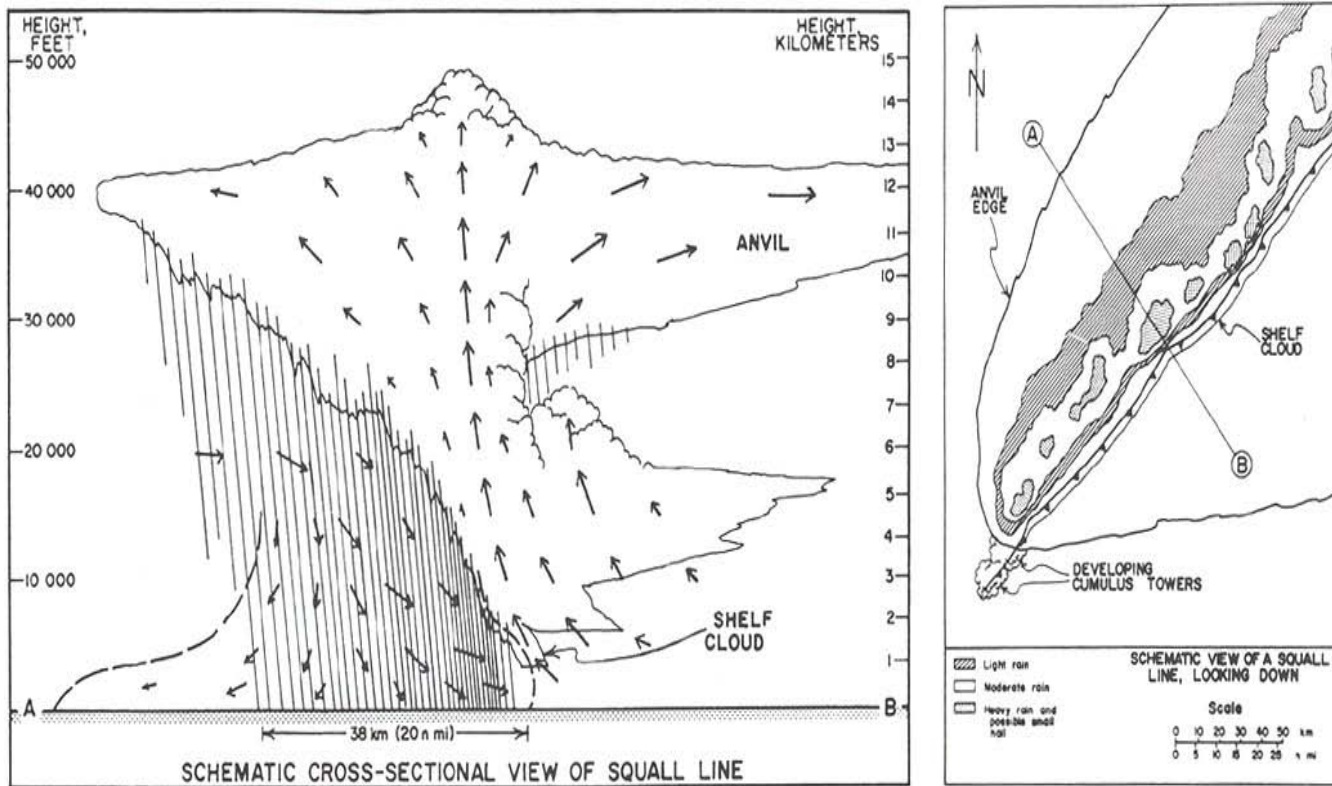 HEIGHT,
FEET
50 000
40 000
30 000
20 000
10 000
A
HEIGHT,
KILOMETERS
15
14
13
12
11
10
9
8
7
6
5
4
3
2
1
B
ANVIL
SHELF
CLOUD
38 km (20 n mi)
SCHEMATIC CROSS-SECTIONAL VIEW OF SQUALL LINE
N
A
ANVIL
EDGE
SHELF
CLOUD
B
DEVELOPING
CUMULUS TOWERS
Light rain
Moderate rain
Heavy rain and
possible small
hail
SCHEMATIC VIEW OF A SQUALL
LINE, LOOKING DOWN
Scale
0 10 20 30 40 50 km
0 5 10 15 20 25 n mi